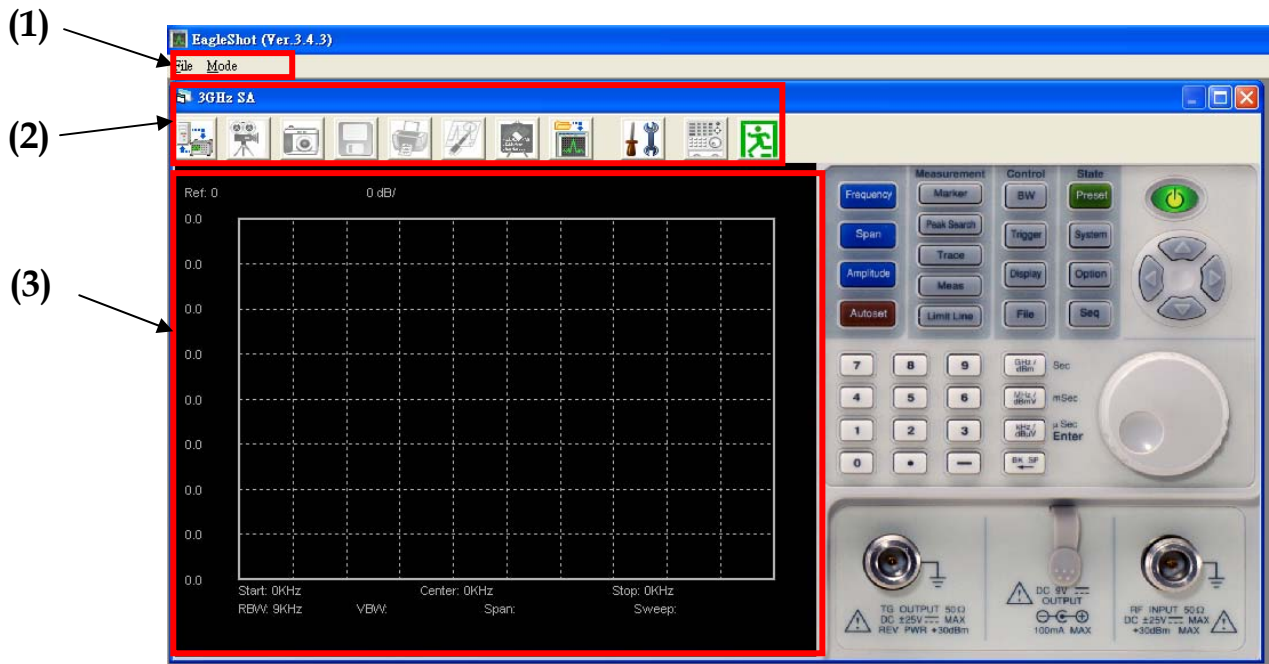 (1)
EagleShot (Ver.3.4.3)
File Mode
3GHz SA
(2)
(3)
Ref: 0 0 dB/
0.0
0.0
0.0
0.0
0.0
0.0
0.0
0.0
0.0
Start: 0KHz Center: 0KHz Stop: 0KHz
RBW: 9KHz VBW: Span: Sweep:
Measurement Control State
Frequency Marker BW Preset
Span Peak Search Trigger System
Trace
Amplitude Meas Display Option
Autoset Limit Line File Seq
7 8 9 GHz / dBm Sec
4 5 6 MHz / dBmV mSec
1 2 3 kHz / dBuV µ Sec Enter
0 • — BK SP
TG OUTPUT 50Ω
DC ±25V MAX
REV PWR +30dBm
DC 9V
OUTPUT
100mA MAX
RF INPUT 50Ω
DC ±25V MAX
+30dBm MAX